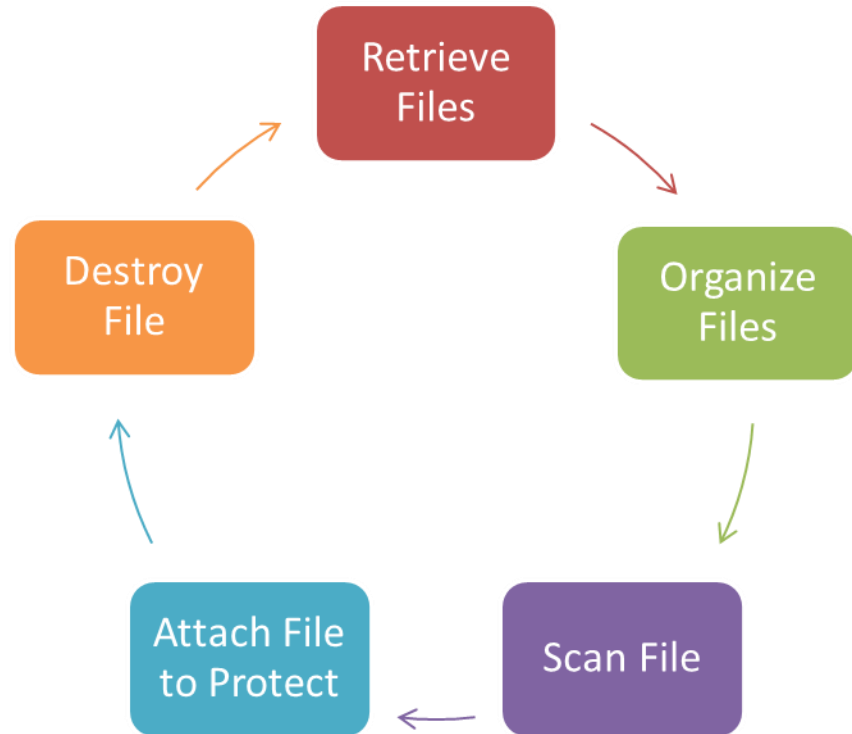 Retrieve
Files
Organize
Files
Scan File
Attach File
to Protect
Destroy
File